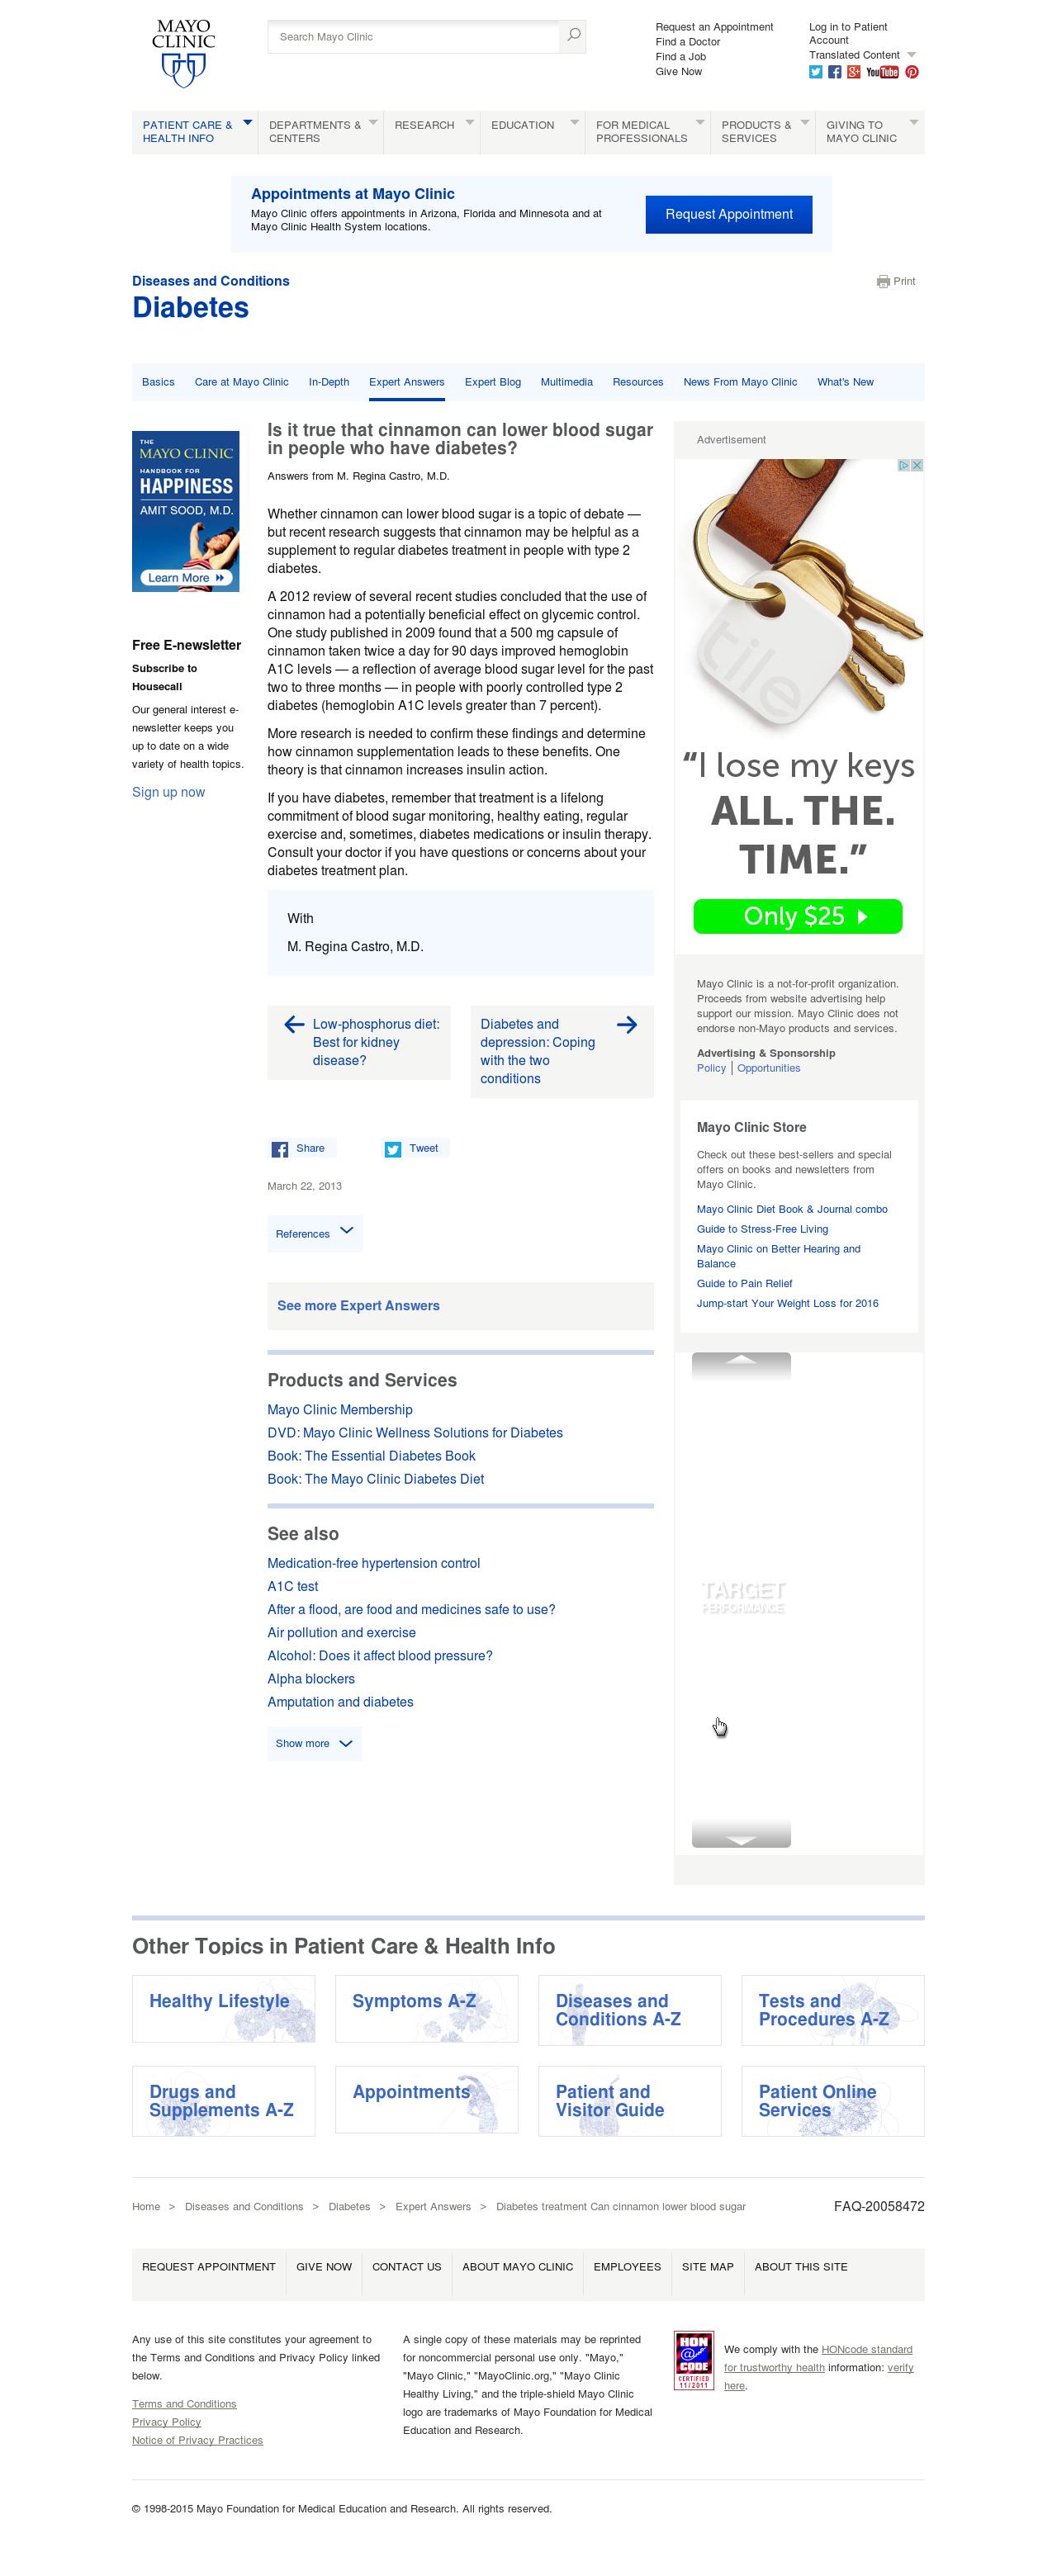 MAYO
CLINIC
Search Mayo Clinic
Request an Appointment
Find a Doctor
Find a Job
Give Now
Log in to Patient
Account
Translated Content
YouTube
PATIENT CARE &
HEALTH INFO
DEPARTMENTS &
CENTERS
RESEARCH
EDUCATION
FOR MEDICAL
PROFESSIONALS
PRODUCTS &
SERVICES
GIVING TO
MAYO CLINIC
Appointments at Mayo Clinic
Mayo Clinic offers appointments in Arizona, Florida and Minnesota and at
Mayo Clinic Health System locations.
Request Appointment
Diseases and Conditions
Diabetes
Print
Basics
Care at Mayo Clinic
In-Depth
Expert Answers
Expert Blog
Multimedia
Resources
News From Mayo Clinic
What's New
THE
MAYO CLINIC
HANDBOOK FOR
HAPPINESS
AMIT SOOD, M.D.
Learn More
Free E-newsletter
Subscribe to
Housecall
Our general interest e-
newsletter keeps you
up to date on a wide
variety of health topics.
Sign up now
Is it true that cinnamon can lower blood sugar
in people who have diabetes?
Answers from M. Regina Castro, M.D.
Whether cinnamon can lower blood sugar is a topic of debate —
but recent research suggests that cinnamon may be helpful as a
supplement to regular diabetes treatment in people with type 2
diabetes.
A 2012 review of several recent studies concluded that the use of
cinnamon had a potentially beneficial effect on glycemic control.
One study published in 2009 found that a 500 mg capsule of
cinnamon taken twice a day for 90 days improved hemoglobin
A1C levels — a reflection of average blood sugar level for the past
two to three months — in people with poorly controlled type 2
diabetes (hemoglobin A1C levels greater than 7 percent).
More research is needed to confirm these findings and determine
how cinnamon supplementation leads to these benefits. One
theory is that cinnamon increases insulin action.
If you have diabetes, remember that treatment is a lifelong
commitment of blood sugar monitoring, healthy eating, regular
exercise and, sometimes, diabetes medications or insulin therapy.
Consult your doctor if you have questions or concerns about your
diabetes treatment plan.
With
M. Regina Castro, M.D.
Low-phosphorus diet:
Best for kidney
disease?
Diabetes and
depression: Coping
with the two
conditions
Share
Tweet
March 22, 2013
References
See more Expert Answers
Products and Services
Mayo Clinic Membership
DVD: Mayo Clinic Wellness Solutions for Diabetes
Book: The Essential Diabetes Book
Book: The Mayo Clinic Diabetes Diet
See also
Medication-free hypertension control
A1C test
After a flood, are food and medicines safe to use?
Air pollution and exercise
Alcohol: Does it affect blood pressure?
Alpha blockers
Amputation and diabetes
Show more
Advertisement
tile
“I lose my keys
ALL. THE.
TIME.”
Only $25
Mayo Clinic is a not-for-profit organization.
Proceeds from website advertising help
support our mission. Mayo Clinic does not
endorse non-Mayo products and services.
Advertising & Sponsorship
Policy | Opportunities
Mayo Clinic Store
Check out these best-sellers and special
offers on books and newsletters from
Mayo Clinic.
Mayo Clinic Diet Book & Journal combo
Guide to Stress-Free Living
Mayo Clinic on Better Hearing and
Balance
Guide to Pain Relief
Jump-start Your Weight Loss for 2016
TARGET
PERFORMANCE
Other Topics in Patient Care & Health Info
Healthy Lifestyle
Symptoms A-Z
Diseases and
Conditions A-Z
Tests and
Procedures A-Z
Drugs and
Supplements A-Z
Appointments
Patient and
Visitor Guide
Patient Online
Services
Home > Diseases and Conditions > Diabetes > Expert Answers > Diabetes treatment Can cinnamon lower blood sugar
FAQ-20058472
REQUEST APPOINTMENT
GIVE NOW
CONTACT US
ABOUT MAYO CLINIC
EMPLOYEES
SITE MAP
ABOUT THIS SITE
Any use of this site constitutes your agreement to
the Terms and Conditions and Privacy Policy linked
below.
Terms and Conditions
Privacy Policy
Notice of Privacy Practices
A single copy of these materials may be reprinted
for noncommercial personal use only. "Mayo,"
"Mayo Clinic," "MayoClinic.org," "Mayo Clinic
Healthy Living," and the triple-shield Mayo Clinic
logo are trademarks of Mayo Foundation for Medical
Education and Research.
HON
@
CODE
CERTIFIED
11/2011
We comply with the HONcode standard
for trustworthy health information: verify
here.
© 1998-2015 Mayo Foundation for Medical Education and Research. All rights reserved.